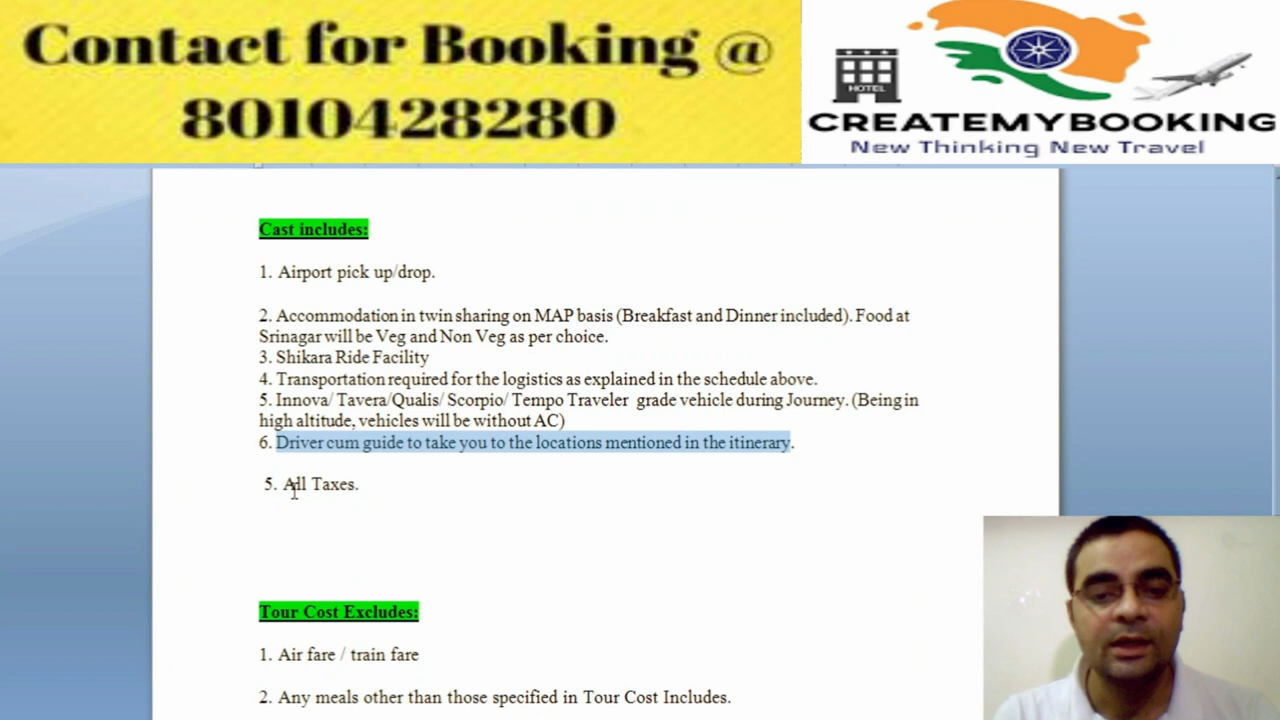 Contact for Booking @
8010428280
HOTEL
CREATEMYBOOKING
New Thinking New Travel
Cast includes:
1. Airport pick up/drop.
2. Accommodation in twin sharing on MAP basis (Breakfast and Dinner included). Food at
Srinagar will be Veg and Non Veg as per choice.
3. Shikara Ride Facility
4. Transportation required for the logistics as explained in the schedule above.
5. Innova/ Tavera/Qualis/ Scorpio/ Tempo Traveler grade vehicle during Journey. (Being in
high altitude, vehicles will be without AC)
6. Driver cum guide to take you to the locations mentioned in the itinerary.
5. All Taxes.
Tour Cost Excludes:
1. Air fare / train fare
2. Any meals other than those specified in Tour Cost Includes.